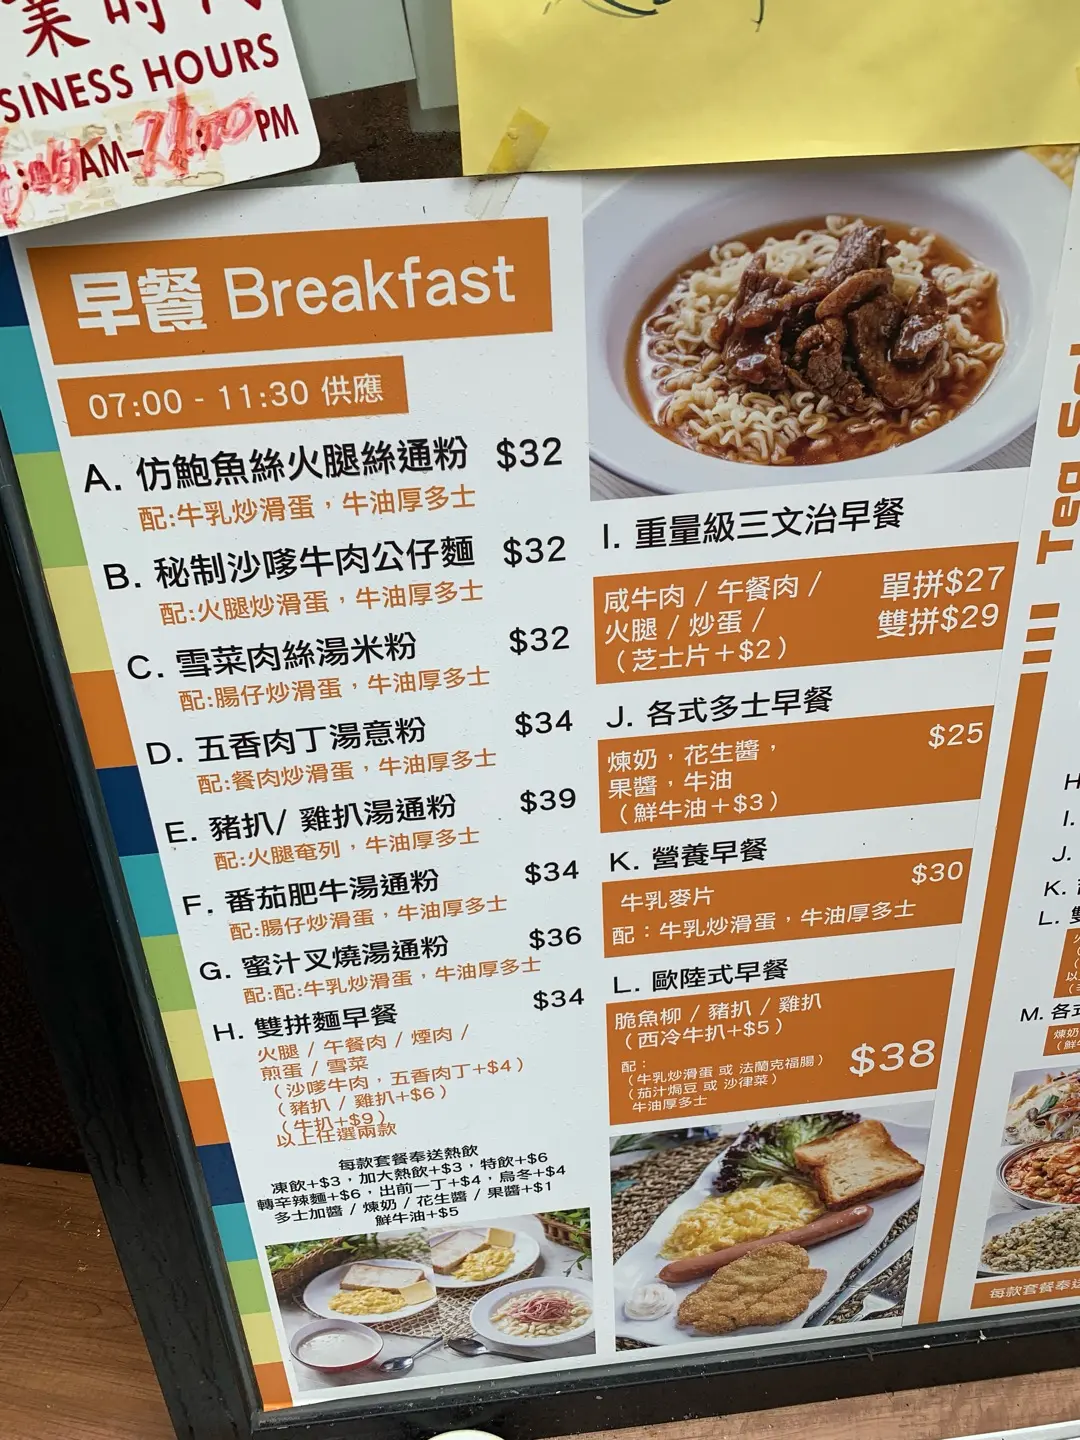 業時
SINESS HOURS
AM-
PM
早餐 Breakfast
07:00 - 11:30 供應
A. 仿鮑魚絲火腿絲通粉 $32
配:牛乳炒滑蛋,牛油厚多士
B. 秘制沙嗲牛肉公仔麵 $32
配:火腿炒滑蛋,牛油厚多士
C. 雪菜肉絲湯米粉 $32
配:腸仔炒滑蛋,牛油厚多士
D. 五香肉丁湯意粉 $34
配:餐肉炒滑蛋,牛油厚多士
E. 豬扒/ 雞扒湯通粉 $39
配:火腿奄列,牛油厚多士
F. 番茄肥牛湯通粉 $34
配:腸仔炒滑蛋,牛油厚多士
G. 蜜汁叉燒湯通粉 $36
配:配:牛乳炒滑蛋,牛油厚多士
H. 雙拼麵早餐 $34
火腿 / 午餐肉 / 煙肉 /
煎蛋 / 雪菜
(沙嗲牛肉,五香肉丁+$4)
(豬扒 / 雞扒+$6)
(牛扒+$9)
以上任選兩款
每款套餐奉送熱飲
凍飲+$3,加大熱飲+$3,特飲+$6
轉辛辣麵+$6,出前一丁+$4,烏冬+$4
多士加醬 / 煉奶 / 花生醬 / 果醬+$1
鮮牛油+$5
I. 重量級三文治早餐
咸牛肉 / 午餐肉 / 單拼$27
火腿 / 炒蛋 / 雙拼$29
(芝士片+$2)
J. 各式多士早餐
煉奶,花生醬, $25
果醬,牛油
(鮮牛油+$3)
K. 營養早餐
牛乳麥片 $30
配:牛乳炒滑蛋,牛油厚多士
L. 歐陸式早餐
脆魚柳 / 豬扒 / 雞扒
(西冷牛扒+$5)
配:
(牛乳炒滑蛋 或 法蘭克福腸) $38
(茄汁焗豆 或 沙律菜)
牛油厚多士
Tea
H
I.
J.
K.
L.
M. 各
煉奶
(鮮
每款套餐奉